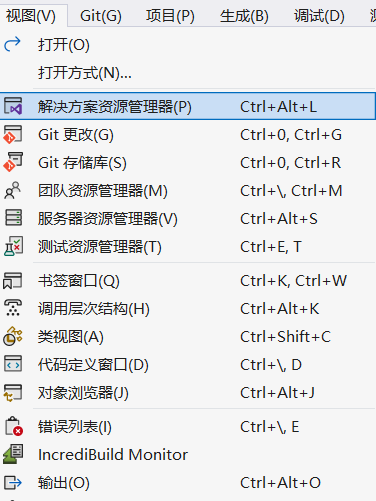 视图(V) Git(G) 项目(P) 生成(B) 调试(D)
打开(O)
打开方式(N)...
解决方案资源管理器(P) Ctrl+Alt+L
Git 更改(G) Ctrl+0, Ctrl+G
Git 存储库(S) Ctrl+0, Ctrl+R
团队资源管理器(M) Ctrl+\, Ctrl+M
服务器资源管理器(V) Ctrl+Alt+S
测试资源管理器(T) Ctrl+E, T
书签窗口(Q) Ctrl+K, Ctrl+W
调用层次结构(H) Ctrl+Alt+K
类视图(A) Ctrl+Shift+C
代码定义窗口(D) Ctrl+\, D
对象浏览器(J) Ctrl+Alt+J
错误列表(I) Ctrl+\, E
IncrediBuild Monitor
输出(O) Ctrl+Alt+O